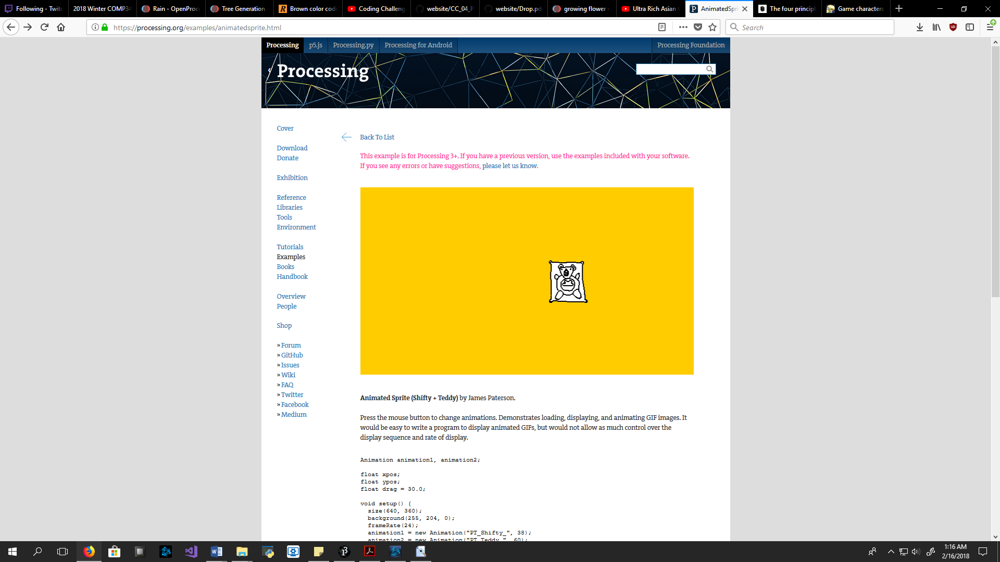 Following - Twitc
2018 Winter COMP34
Rain - OpenProc
Tree Generation -
Brown color code
Coding Challeng
website/CC_04_P
website/Drop.pd
growing flower -
Ultra Rich Asian
AnimatedSpri
The four principl
Game characters
https://processing.org/examples/animatedsprite.html
Search
Processing
p5.js
Processing.py
Processing for Android
Processing Foundation
Processing
Cover
Download
Donate
Exhibition
Reference
Libraries
Tools
Environment
Tutorials
Examples
Books
Handbook
Overview
People
Shop
» Forum
» GitHub
» Issues
» Wiki
» FAQ
» Twitter
» Facebook
» Medium
Back To List
This example is for Processing 3+. If you have a previous version, use the examples included with your software.
If you see any errors or have suggestions, please let us know.
Animated Sprite (Shifty + Teddy) by James Paterson.
Press the mouse button to change animations. Demonstrates loading, displaying, and animating GIF images. It
would be easy to write a program to display animated GIFs, but would not allow as much control over the
display sequence and rate of display.
Animation animation1, animation2;
float xpos;
float ypos;
float drag = 30.0;
void setup() {
size(640, 360);
background(255, 204, 0);
frameRate(24);
animation1 = new Animation("PT_Shifty_", 38);
animation2 = new Animation("PT_Teddy_", 60);
1:16 AM
2/16/2018